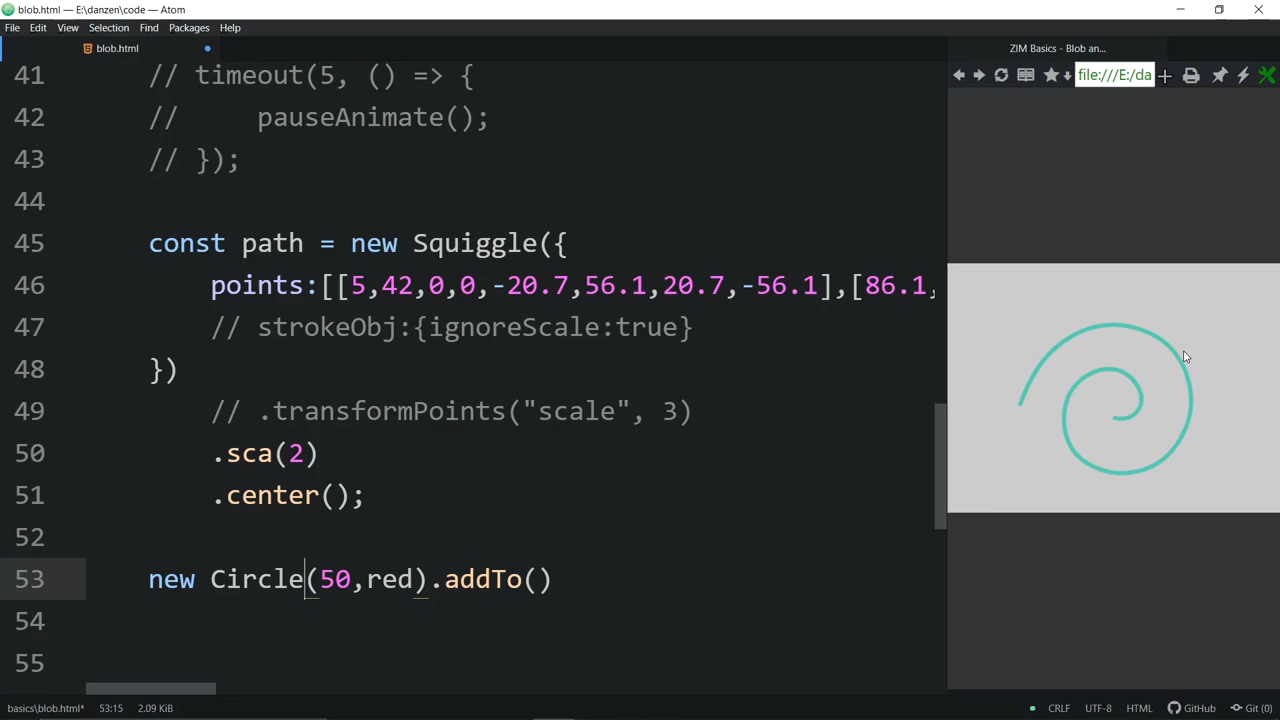 blob.html — E:\danzen\code — Atom
File Edit View Selection Find Packages Help
blob.html
ZIM Basics - Blob an...
file:///E:/da
41 // timeout(5, () => {
42 //     pauseAnimate();
43 // });
44
45 const path = new Squiggle({
46 points:[[5,42,0,0,-20.7,56.1,20.7,-56.1],[86.1,
47 // strokeObj:{ignoreScale:true}
48 })
49 // .transformPoints("scale", 3)
50 .sca(2)
51 .center();
52
53 new Circle(50,red).addTo()
54
55
basics\blob.html* 53:15 2.09 KiB CRLF UTF-8 HTML GitHub Git (0)